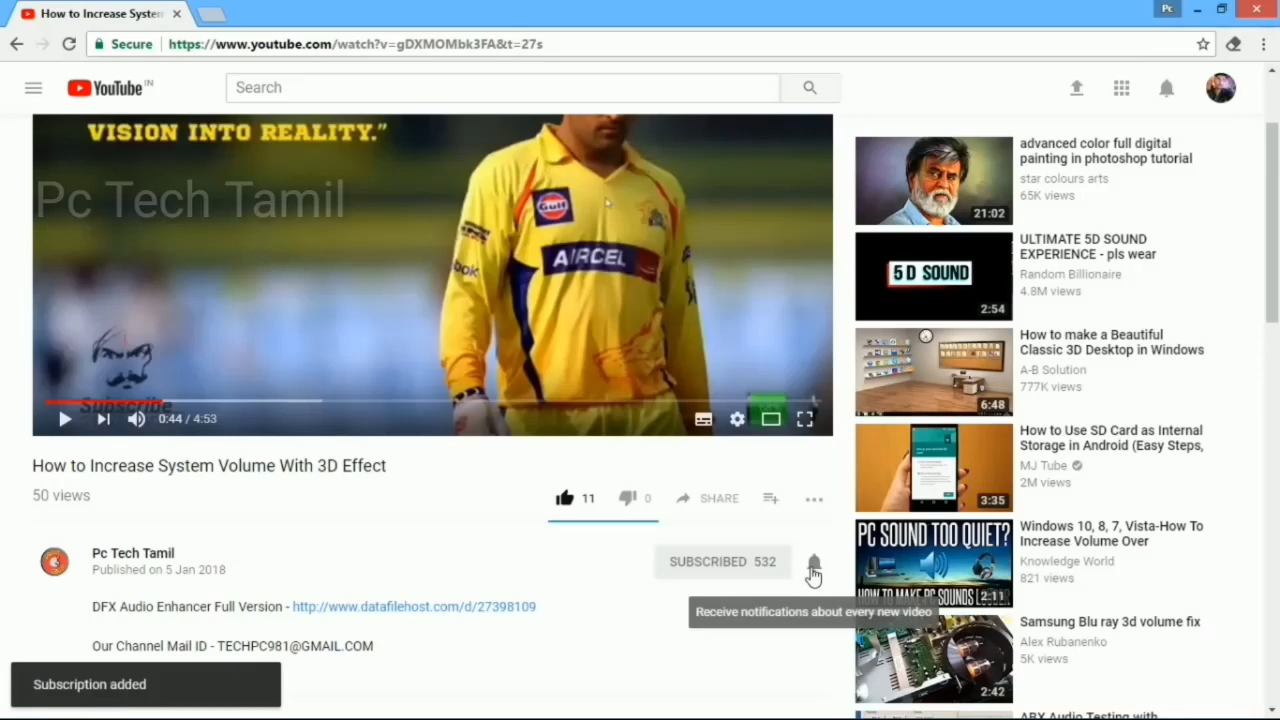 How to Increase System
Pc
Secure
https://www.youtube.com/watch?v=gDXMOMbk3FA&t=27s
YouTube IN
Search
VISION INTO REALITY.”
Pc Tech Tamil
Gulf
AIRCEL
Subscribe
0:44 / 4:53
How to Increase System Volume With 3D Effect
50 views
11
0
SHARE
Pc Tech Tamil
Published on 5 Jan 2018
SUBSCRIBED 532
Receive notifications about every new video
DFX Audio Enhancer Full Version - http://www.datafilehost.com/d/27398109
Our Channel Mail ID - TECHPC981@GMAIL.COM
Subscription added
advanced color full digital
painting in photoshop tutorial
star colours arts
65K views
21:02
ULTIMATE 5D SOUND
EXPERIENCE - pls wear
Random Billionaire
4.8M views
5 D SOUND
2:54
How to make a Beautiful
Classic 3D Desktop in Windows
A-B Solution
777K views
6:48
How to Use SD Card as Internal
Storage in Android (Easy Steps,
MJ Tube
2M views
3:35
Windows 10, 8, 7, Vista-How To
Increase Volume Over
Knowledge World
821 views
PC SOUND TOO QUIET?
HOW TO MAKE PC SOUNDS LOUDER
2:11
Samsung Blu ray 3d volume fix
Alex Rubanenko
5K views
2:42
ABX Audio Testing with